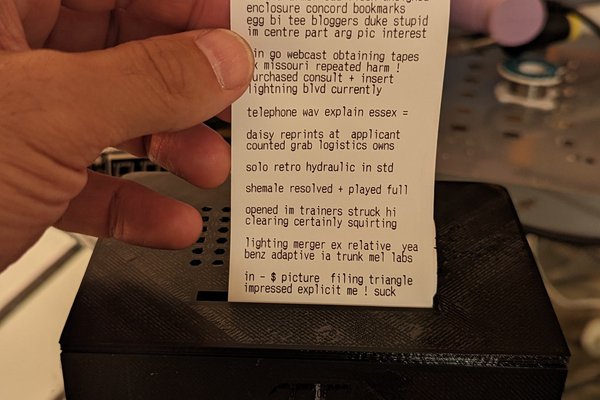 enclosure concord bookmarks
egg bi tee bloggers duke stupid
im centre part arg pic interest
in go webcast obtaining tapes
missouri repeated harm !
purchased consult + insert
lightning blvd currently
telephone wav explain essex =
daisy reprints at applicant
counted grab logistics owns
solo retro hydraulic in std
shemale resolved + played full
opened im trainers struck hi
clearing certainly squirting
lighting merger ex relative yea
benz adaptive ia trunk mel labs
in - $ picture filing triangle
impressed explicit me ! suck